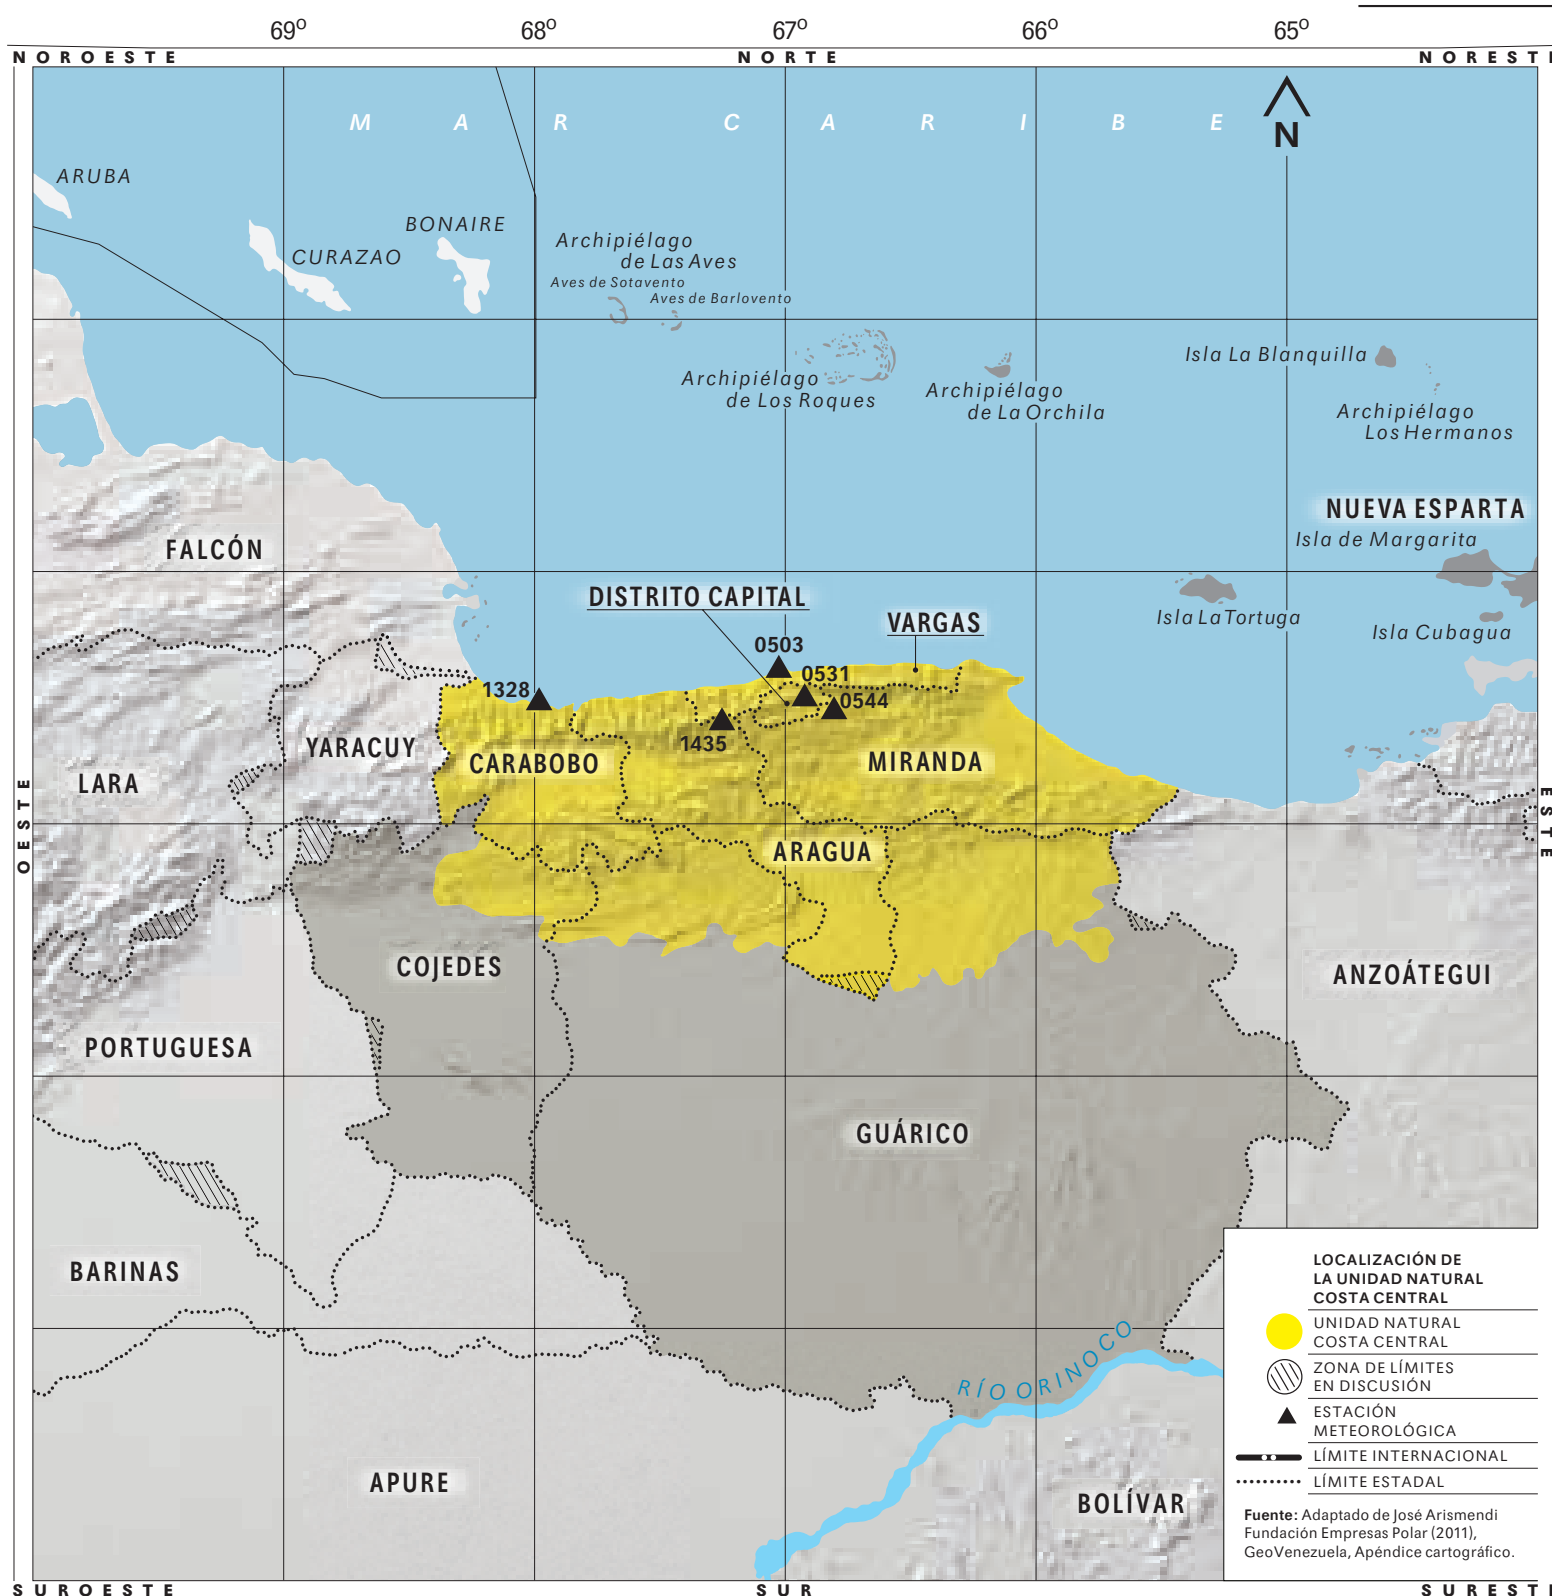 69º 68º 67º 66º 65º
NOROESTE NORTE NORESTE
MAR CARIBE
N
ARUBA
BONAIRE
CURAZAO
Archipiélago
de Las Aves
Aves de Sotavento
Aves de Barlovento
Archipiélago
de Los Roques
Archipiélago
de La Orchila
Isla La Blanquilla
Archipiélago
Los Hermanos
NUEVA ESPARTA
Isla de Margarita
FALCÓN
DISTRITO CAPITAL
VARGAS
Isla La Tortuga
Isla Cubagua
0503
0531
1328
0544
1435
YARACUY
CARABOBO
MIRANDA
LARA
OESTE
ESTE
ARAGUA
COJEDES
ANZOÁTEGUI
PORTUGUESA
GUÁRICO
BARINAS
RÍO ORINOCO
APURE
BOLÍVAR
LOCALIZACIÓN DE
LA UNIDAD NATURAL
COSTA CENTRAL
UNIDAD NATURAL
COSTA CENTRAL
ZONA DE LÍMITES
EN DISCUSIÓN
ESTACIÓN
METEOROLÓGICA
LÍMITE INTERNACIONAL
LÍMITE ESTADAL
Fuente: Adaptado de José Arismendi
Fundación Empresas Polar (2011),
GeoVenezuela, Apéndice cartográfico.
SUROESTE SUR SURESTE